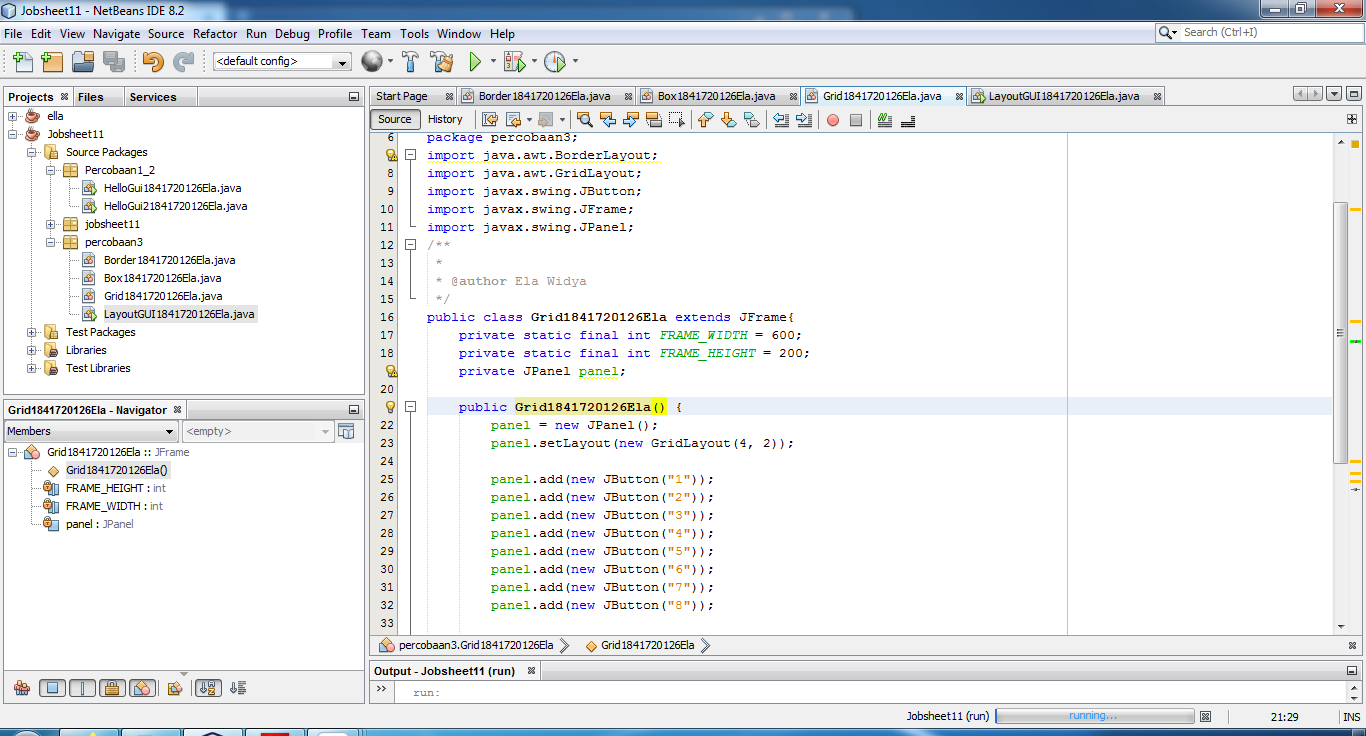 Jobsheet11 - NetBeans IDE 8.2
File Edit View Navigate Source Refactor Run Debug Profile Team Tools Window Help
Search (Ctrl+I)
<default config>
Projects Files Services
ella
Jobsheet11
Source Packages
Percobaan1_2
HelloGui1841720126Ela.java
HelloGui21841720126Ela.java
jobsheet11
percobaan3
Border1841720126Ela.java
Box1841720126Ela.java
Grid1841720126Ela.java
LayoutGUI1841720126Ela.java
Test Packages
Libraries
Test Libraries
Grid1841720126Ela - Navigator
Members <empty>
Grid1841720126Ela :: JFrame
Grid1841720126Ela()
FRAME_HEIGHT : int
FRAME_WIDTH : int
panel : JPanel
Start Page Border1841720126Ela.java Box1841720126Ela.java Grid1841720126Ela.java LayoutGUI1841720126Ela.java
Source History
6 package percobaan3;
import java.awt.BorderLayout;
8 import java.awt.GridLayout;
9 import javax.swing.JButton;
10 import javax.swing.JFrame;
11 import javax.swing.JPanel;
12 /**
13 *
14 * @author Ela Widya
15 */
16 public class Grid1841720126Ela extends JFrame{
17 private static final int FRAME_WIDTH = 600;
18 private static final int FRAME_HEIGHT = 200;
private JPanel panel;
20
public Grid1841720126Ela() {
22 panel = new JPanel();
23 panel.setLayout(new GridLayout(4, 2));
24
25 panel.add(new JButton("1"));
26 panel.add(new JButton("2"));
27 panel.add(new JButton("3"));
28 panel.add(new JButton("4"));
29 panel.add(new JButton("5"));
30 panel.add(new JButton("6"));
31 panel.add(new JButton("7"));
32 panel.add(new JButton("8"));
33
percobaan3.Grid1841720126Ela Grid1841720126Ela
Output - Jobsheet11 (run)
run:
Jobsheet11 (run) running... 21:29 INS